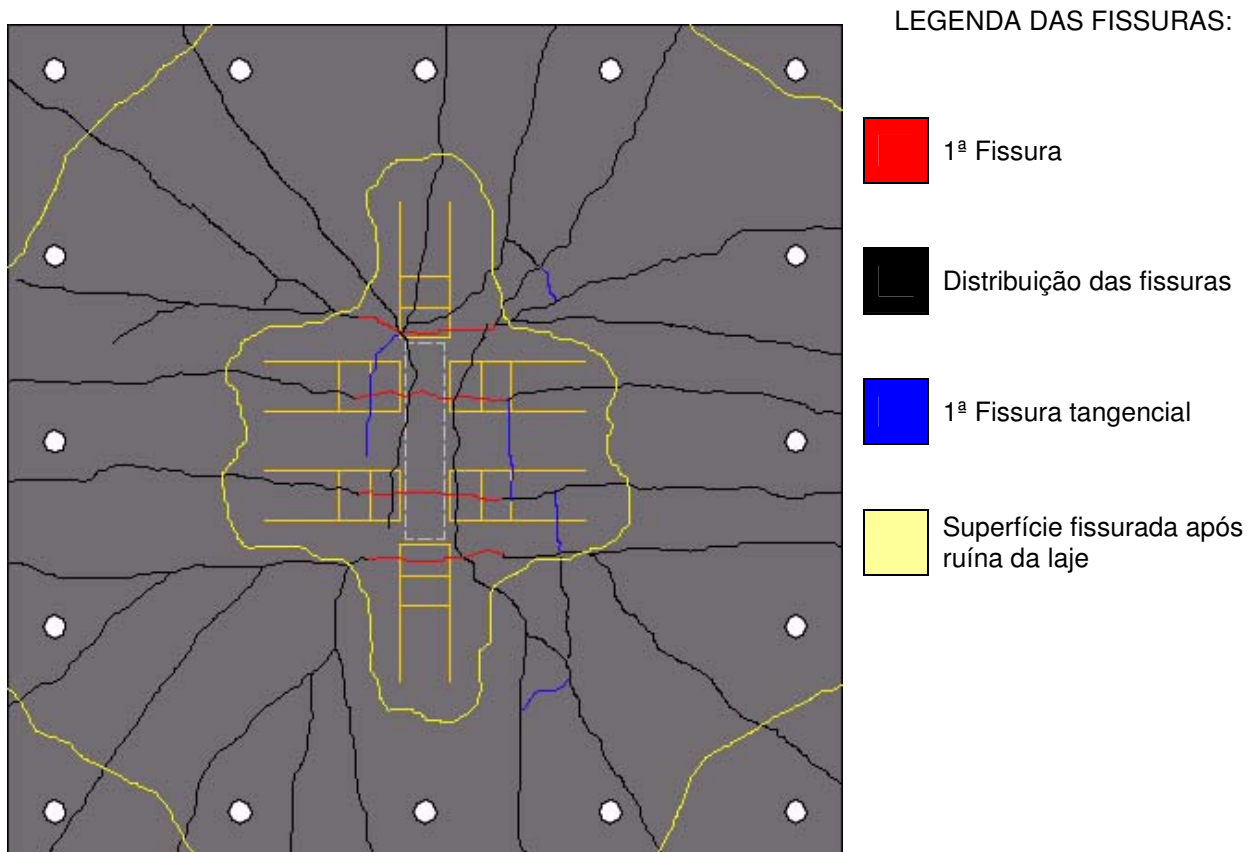 LEGENDA DAS FISSURAS:
1ª Fissura
Distribuição das fissuras
1ª Fissura tangencial
Superfície fissurada após
ruína da laje